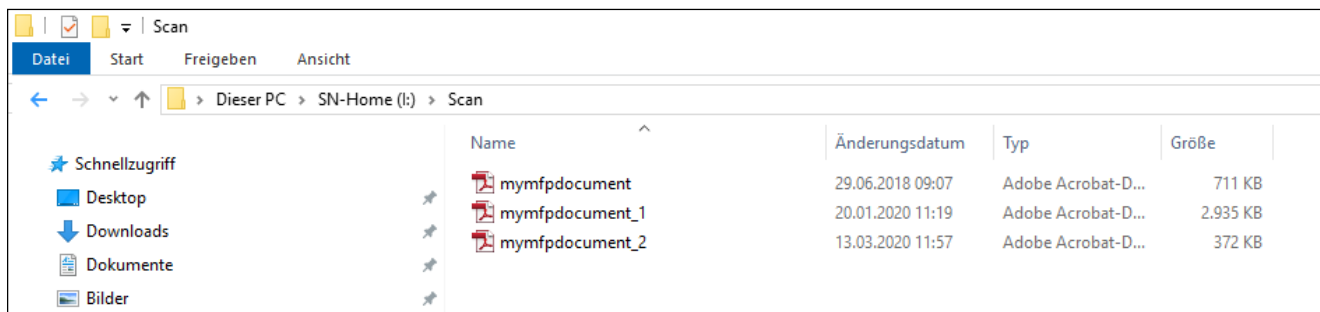 Scan
Datei Start Freigeben Ansicht
Dieser PC > SN-Home (I:) > Scan
Name Änderungsdatum Typ Größe
Schnellzugriff
Desktop
Downloads
Dokumente
Bilder
mymfpdocument 29.06.2018 09:07 Adobe Acrobat-D... 711 KB
mymfpdocument_1 20.01.2020 11:19 Adobe Acrobat-D... 2.935 KB
mymfpdocument_2 13.03.2020 11:57 Adobe Acrobat-D... 372 KB